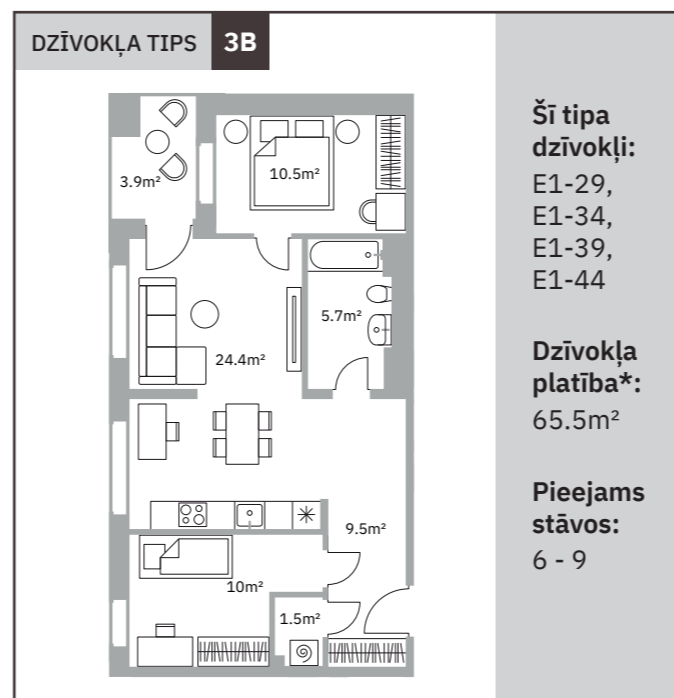 DZĪVOKĻA TIPS 3B
3.9m²
10.5m²
5.7m²
24.4m²
9.5m²
10m²
1.5m²
Šī tipa
dzīvokļi:
E1-29,
E1-34,
E1-39,
E1-44
Dzīvokļa
platība*:
65.5m²
Pieejams
stāvos:
6 - 9